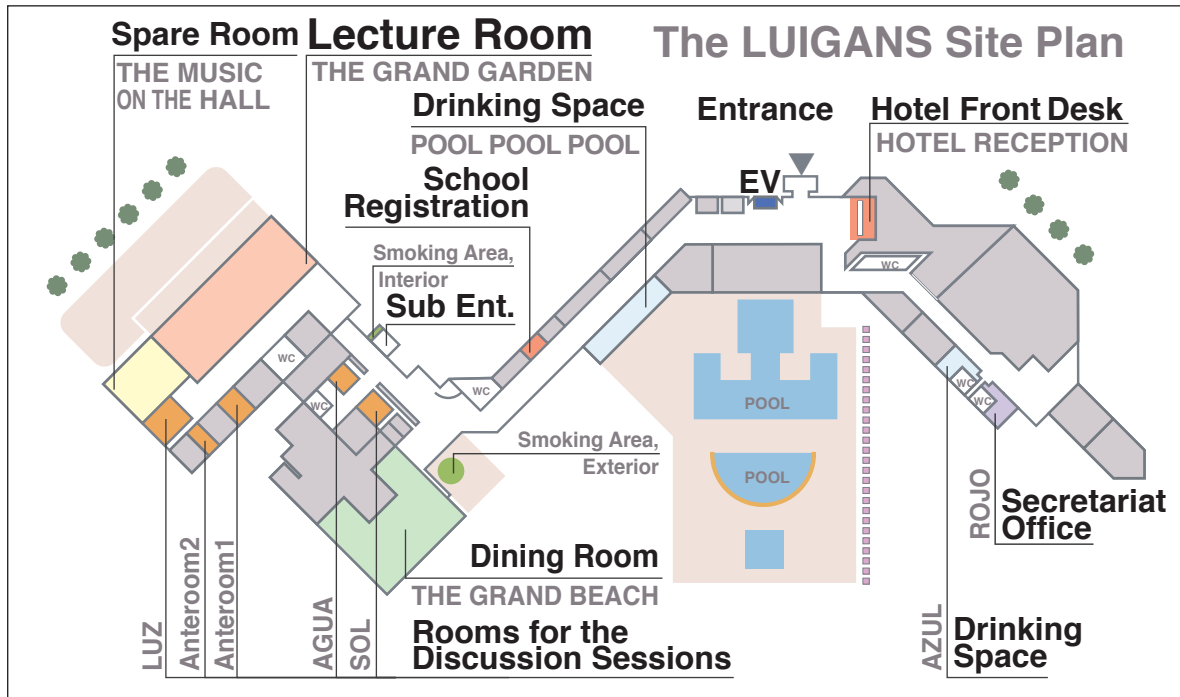 The LUIGANS Site Plan
Spare Room
THE MUSIC
ON THE HALL
Lecture Room
THE GRAND GARDEN
Drinking Space
POOL POOL POOL
Entrance
Hotel Front Desk
HOTEL RECEPTION
EV
School
Registration
Smoking Area,
Interior
Sub Ent.
WC
WC
WC
WC
POOL
WC
WC
Smoking Area,
Exterior
POOL
ROJO
Secretariat
Office
Dining Room
THE GRAND BEACH
LUZ
Anteroom2
Anteroom1
AGUA
SOL
Rooms for the
Discussion Sessions
AZUL
Drinking
Space